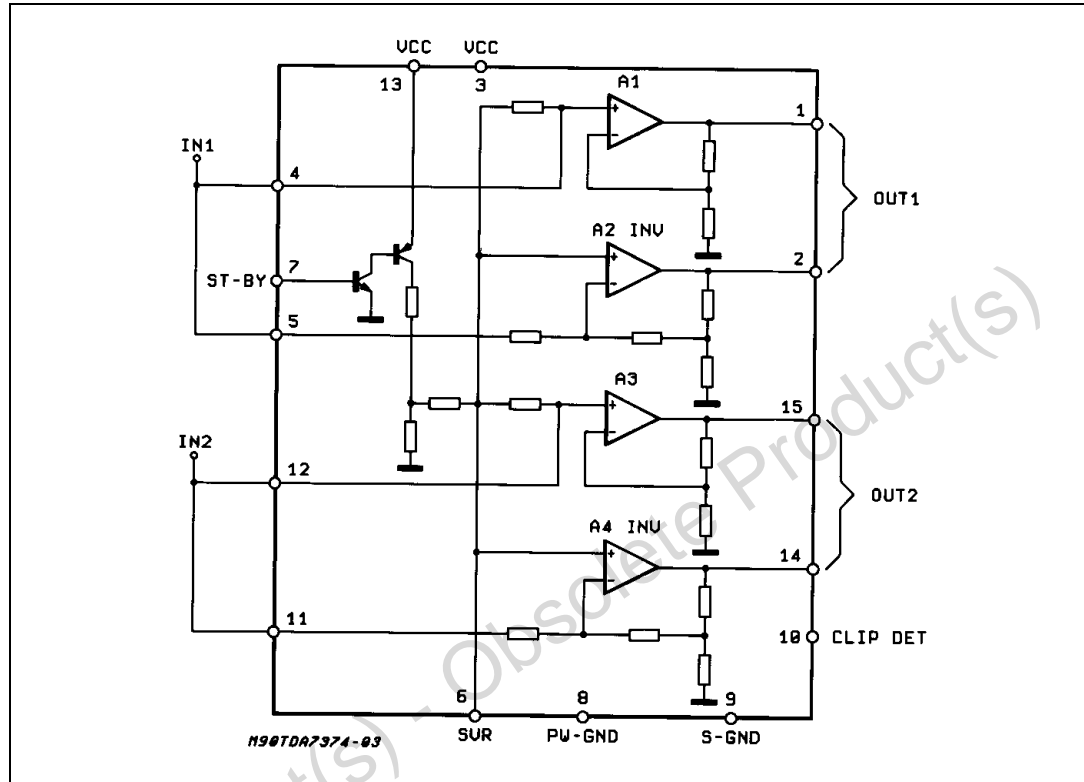 VCC VCC
13 3
A1
1
IN1
4
OUT1
A2 INV
2
7
ST-BY
5
A3
15
IN2
12
OUT2
A4 INV
14
11
10 CLIP DET
6 8 9
SVR PW-GND S-GND
M90TDA7374-03
+
-
+
-
+
-
+
-
t(s) - Obsolete Product(s)